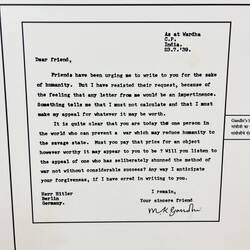 As at Wardha
C.P.
India.
23.7.'39.
Dear friend,
Friends have been urging me to write to you for the sake
of humanity. But I have resisted their request, because of
the feeling that any letter from me would be an impertinence.
Something tells me that I must not calculate and that I must
make my appeal for whatever it may be worth.
It is quite clear that you are today the one person in
the world who can prevent a war which may reduce humanity to
the savage state. Must you pay that price for an object
however worthy it may appear to you to be ? Will you listen to
the appeal of one who has deliberately shunned the method of
war not without considerable success? Any way I anticipate
your forgiveness, if I have erred in writing to you.
Herr Hitler
Berlin
Germany.
I remain,
Your sincere friend
MK Gandhi
Gandhi's